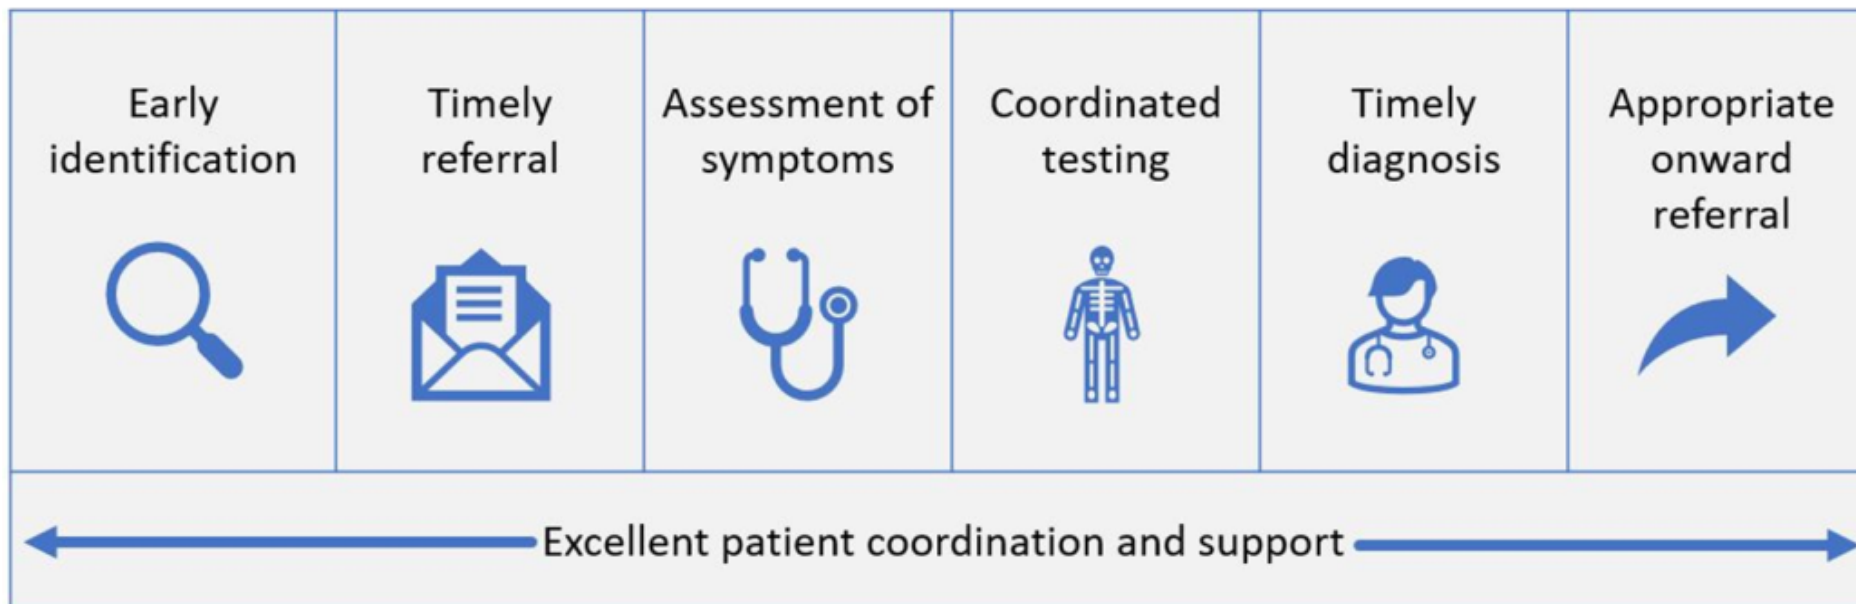 Early
identification
Timely
referral
Assessment of
symptoms
Coordinated
testing
Timely
diagnosis
Appropriate
onward
referral
Excellent patient coordination and support